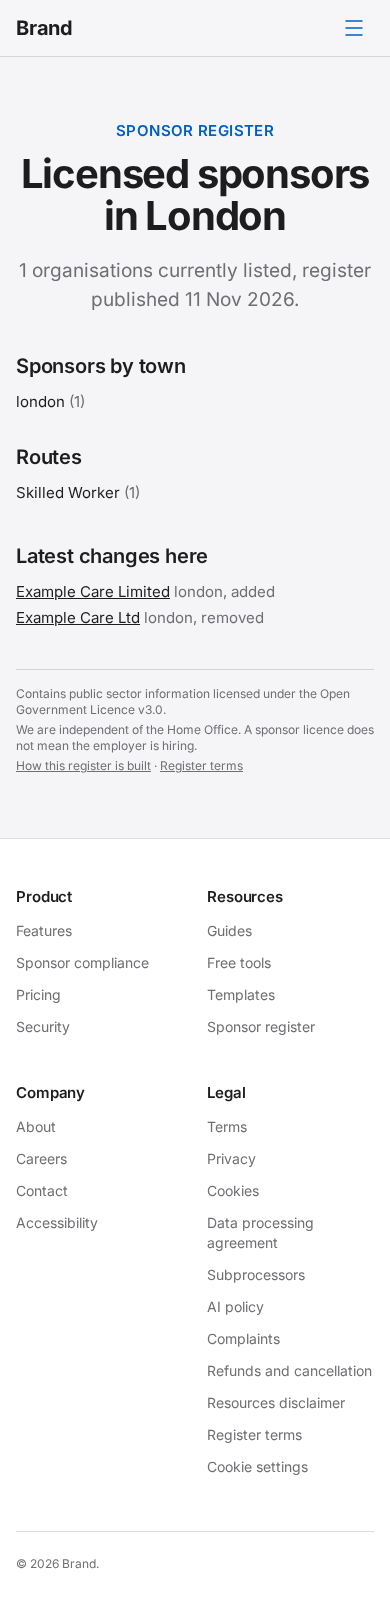 Brand
SPONSOR REGISTER
Licensed sponsors
in London
1 organisations currently listed, register
published 11 Nov 2026.
Sponsors by town
london (1)
Routes
Skilled Worker (1)
Latest changes here
Example Care Limited london, added
Example Care Ltd london, removed
Contains public sector information licensed under the Open
Government Licence v3.0.
We are independent of the Home Office. A sponsor licence does
not mean the employer is hiring.
How this register is built · Register terms
Product
Features
Sponsor compliance
Pricing
Security
Resources
Guides
Free tools
Templates
Sponsor register
Company
About
Careers
Contact
Accessibility
Legal
Terms
Privacy
Cookies
Data processing
agreement
Subprocessors
AI policy
Complaints
Refunds and cancellation
Resources disclaimer
Register terms
Cookie settings
© 2026 Brand.